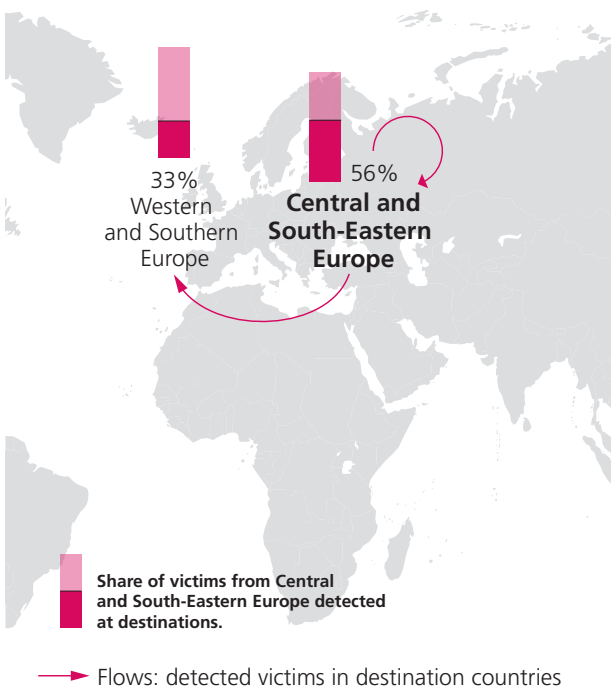 33%
Western
and Southern
Europe
56%
Central and
South-Eastern
Europe
Share of victims from Central
and South-Eastern Europe detected
at destinations.
Flows: detected victims in destination countries